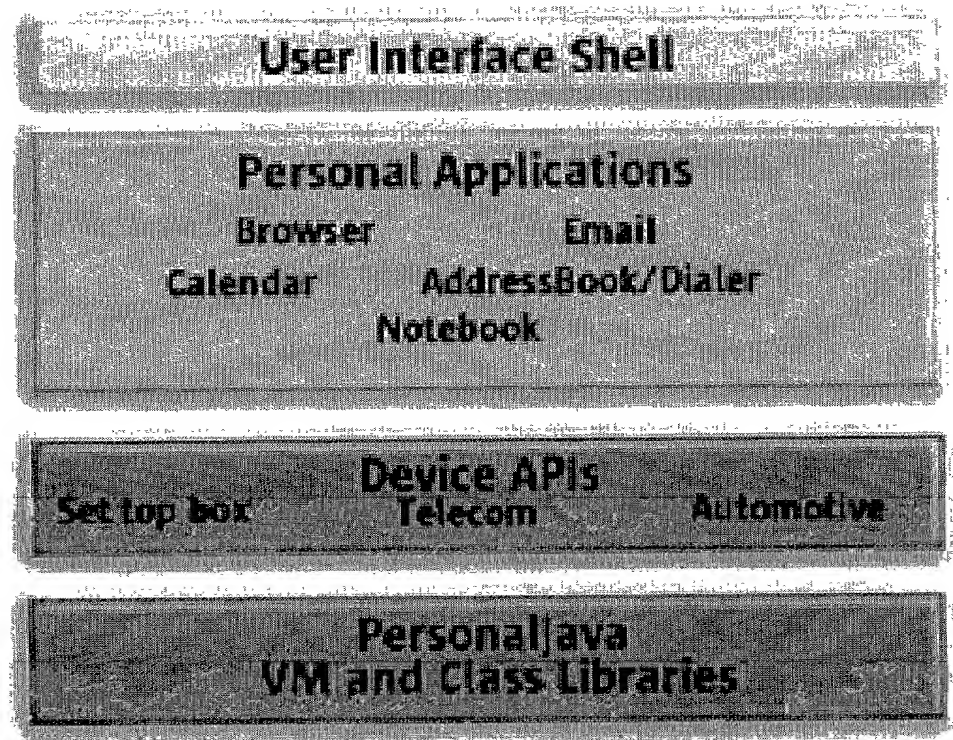 User Interface Shell
Personal Applications
Browser Email
Calendar AddressBook/Dialer
Notebook
Device APIs
Set top box Telecom Automotive
PersonalJava
VM and Class Libraries